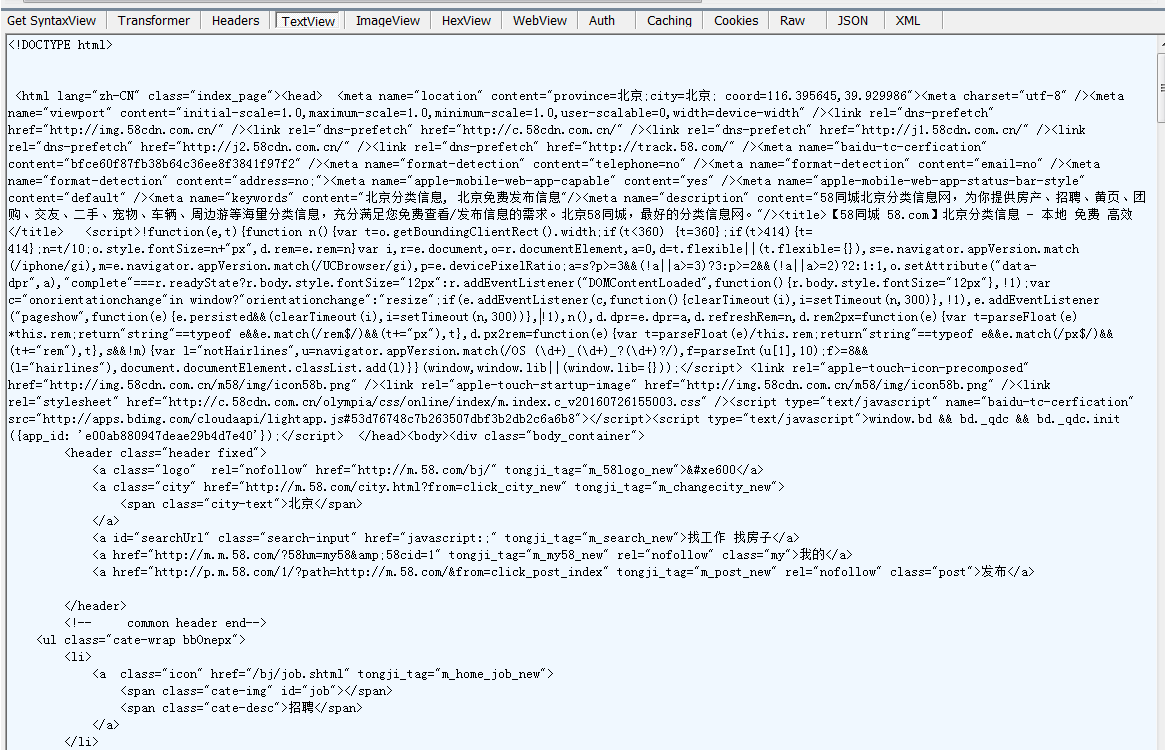 Get SyntaxView Transformer Headers TextView ImageView HexView WebView Auth Caching Cookies Raw JSON XML
<!DOCTYPE html>
<html lang="zh-CN" class="index_page"><head>  <meta name="location" content="province=北京;city=北京; coord=116.395645,39.929986"><meta charset="utf-8" /><meta
name="viewport" content="initial-scale=1.0,maximum-scale=1.0,minimum-scale=1.0,user-scalable=0,width=device-width" /><link rel="dns-prefetch"
href="http://img.58cdn.com.cn/" /><link rel="dns-prefetch" href="http://c.58cdn.com.cn/" /><link rel="dns-prefetch" href="http://j1.58cdn.com.cn/" /><link
rel="dns-prefetch" href="http://j2.58cdn.com.cn/" /><link rel="dns-prefetch" href="http://track.58.com/" /><meta name="baidu-tc-cerfication"
content="bfce60f87fb38b64c36ee8f3841f97f2" /><meta name="format-detection" content="telephone=no" /><meta name="format-detection" content="email=no" /><meta
name="format-detection" content="address=no;"><meta name="apple-mobile-web-app-capable" content="yes" /><meta name="apple-mobile-web-app-status-bar-style"
content="default" /><meta name="keywords" content="北京分类信息, 北京免费发布信息"/><meta name="description" content="58同城北京分类信息网，为你提供房产、招聘、黄页、团
购、交友、二手、宠物、车辆、周边游等海量分类信息，充分满足您免费查看/发布信息的需求。北京58同城，最好的分类信息网。"/><title>【58同城 58.com】北京分类信息 - 本地 免费 高效
</title>   <script>!function(e,t){function n(){var t=o.getBoundingClientRect().width;if(t<360) {t=360};if(t>414){t=
414};n=t/10;o.style.fontSize=n+"px",d.rem=e.rem=n}var i,r=e.document,o=r.documentElement,a=0,d=t.flexible||(t.flexible={}),s=e.navigator.appVersion.match
(/iphone/gi),m=e.navigator.appVersion.match(/UCBrowser/gi),p=e.devicePixelRatio;a=s?p>=3&&(!a||a>=3)?3:p>=2&&(!a||a>=2)?2:1:1,o.setAttribute("data-
dpr",a),"complete"===r.readyState?r.body.style.fontSize="12px":r.addEventListener("DOMContentLoaded",function(){r.body.style.fontSize="12px"},!1);var
c="onorientationchange"in window?"orientationchange":"resize";if(e.addEventListener(c,function(){clearTimeout(i),i=setTimeout(n,300)},!1),e.addEventListener
("pageshow",function(e){e.persisted&&(clearTimeout(i),i=setTimeout(n,300))},!1),n(),d.dpr=e.dpr=a,d.refreshRem=n,d.rem2px=function(e){var t=parseFloat(e)
*this.rem;return"string"==typeof e&&e.match(/rem$/)&&(t+="px"),t},d.px2rem=function(e){var t=parseFloat(e)/this.rem;return"string"==typeof e&&e.match(/px$/)&&
(t+="rem"),t},s&&!m){var l="notHairlines",u=navigator.appVersion.match(/OS (\d+)_(\d+)_?(\d+)?/),f=parseInt(u[1],10);f>=8&&
(l="hairlines"),document.documentElement.classList.add(l)}}(window,window.lib||(window.lib={}));</script> <link rel="apple-touch-icon-precomposed"
href="http://img.58cdn.com.cn/m58/img/icon58b.png" /><link rel="apple-touch-startup-image" href="http://img.58cdn.com.cn/m58/img/icon58b.png" /><link
rel="stylesheet" href="http://c.58cdn.com.cn/olympia/css/online/index/m.index.c_v20160726155003.css" /><script type="text/javascript" name="baidu-tc-cerfication"
src="http://apps.bdimg.com/cloudaapi/lightapp.js#53d76748c7b263507dbf3b2db2c6a6b8"></script><script type="text/javascript">window.bd && bd._qdc && bd._qdc.init
({app_id: 'e00ab880947deae29b4d7e40'});</script>  </head><body><div class="body_container">
<header class="header fixed">
<a class="logo"  rel="nofollow" href="http://m.58.com/bj/" tongji_tag="m_58logo_new">&#xe600</a>
<a class="city" href="http://m.58.com/city.html?from=click_city_new" tongji_tag="m_changecity_new">
<span class="city-text">北京</span>
</a>
<a id="searchUrl" class="search-input" href="javascript:;" tongji_tag="m_search_new">找工作 找房子</a>
<a href="http://m.m.58.com/?58hm=my58&amp;58cid=1" tongji_tag="m_my58_new" rel="nofollow" class="my">我的</a>
<a href="http://p.m.58.com/1/?path=http://m.58.com/&from=click_post_index" tongji_tag="m_post_new" rel="nofollow" class="post">发布</a>
</header>
<!--     common header end-->
<ul class="cate-wrap bbOnepx">
<li>
<a  class="icon" href="/bj/job.shtml" tongji_tag="m_home_job_new">
<span class="cate-img" id="job"></span>
<span class="cate-desc">招聘</span>
</a>
</li>